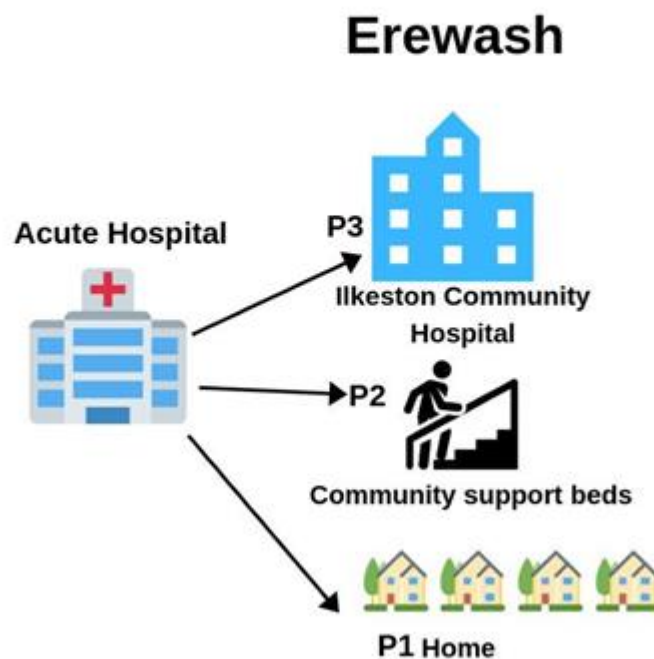 Erewash
Acute Hospital
P3
Ilkeston Community
Hospital
P2
Community support beds
P1 Home